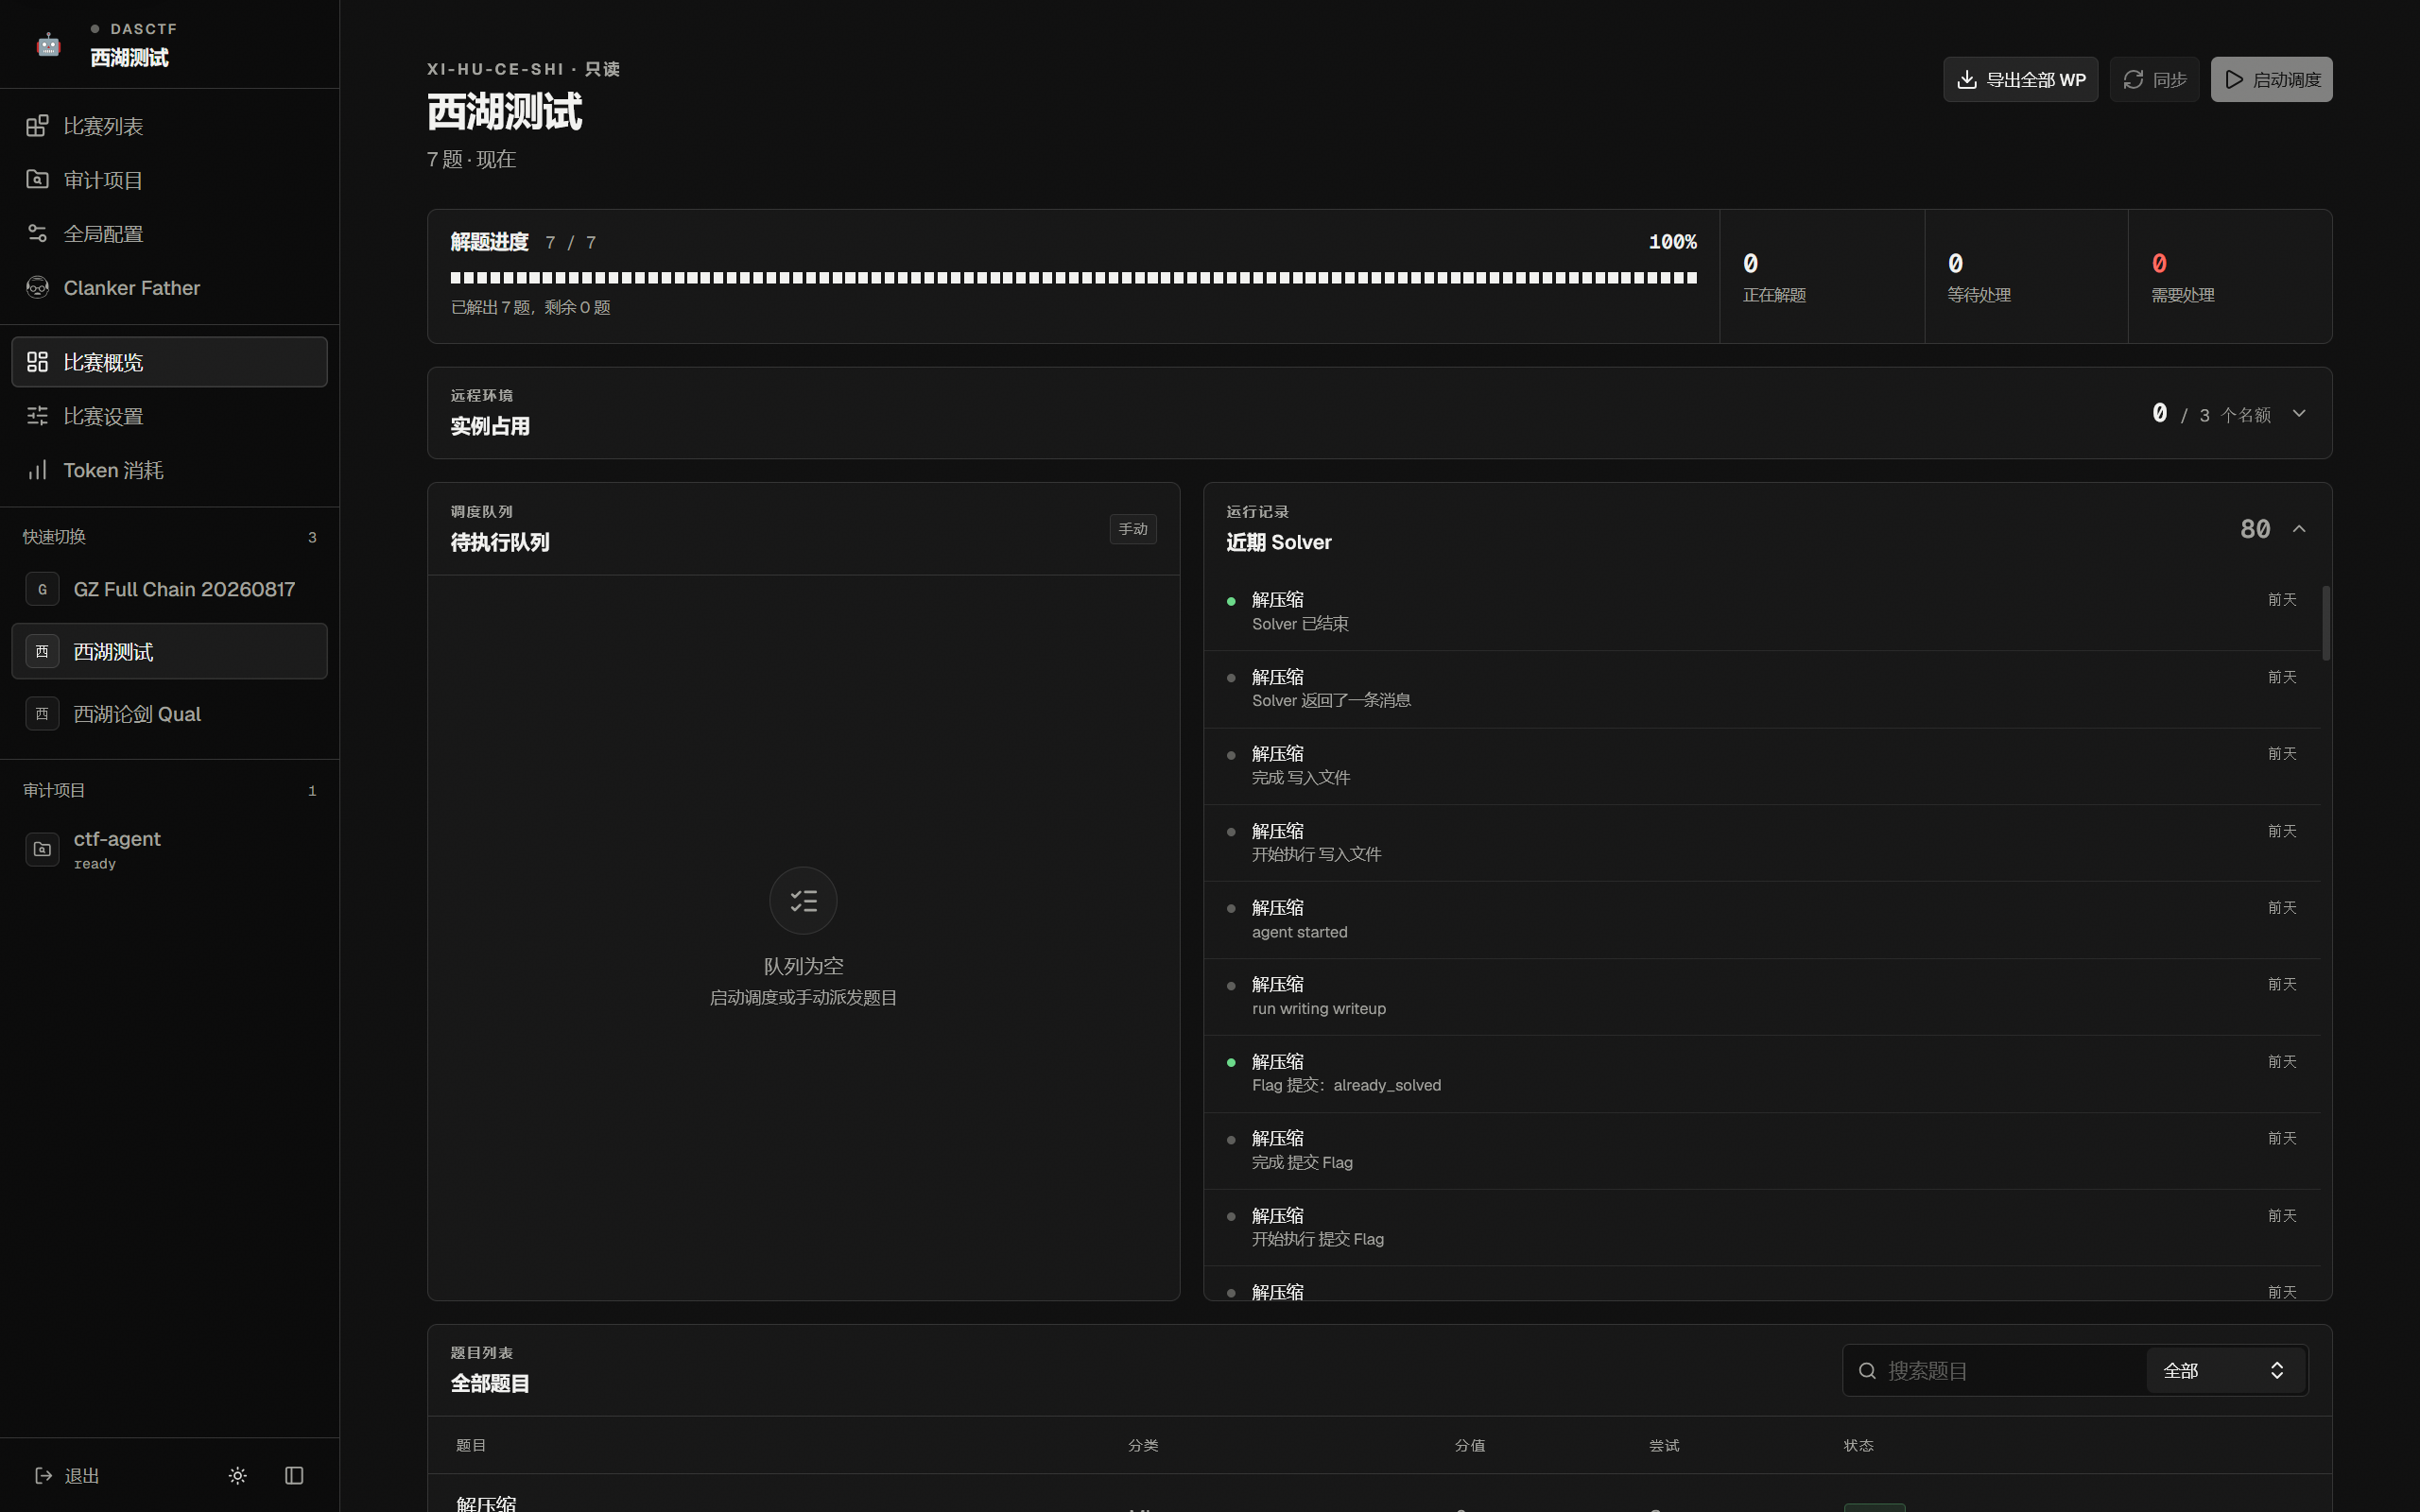 DASCTF
西湖测试
比赛列表
审计项目
全局配置
Clanker Father
比赛概览
比赛设置
Token 消耗
快速切换 3
G GZ Full Chain 20260817
西 西湖测试
西 西湖论剑 Qual
审计项目 1
ctf-agent
ready
退出
XI-HU-CE-SHI · 只读
西湖测试
7 题 · 现在
导出全部 WP
同步
启动调度
解题进度 7 / 7 100%
已解出 7 题，剩余 0 题
0
正在解题
0
等待处理
0
需要处理
远程环境
实例占用
0 / 3 个名额
调度队列
待执行队列
手动
队列为空
启动调度或手动派发题目
运行记录
近期 Solver
80
解压缩 前天
Solver 已结束
解压缩 前天
Solver 返回了一条消息
解压缩 前天
完成 写入文件
解压缩 前天
开始执行 写入文件
解压缩 前天
agent started
解压缩 前天
run writing writeup
解压缩 前天
Flag 提交：already_solved
解压缩 前天
完成 提交 Flag
解压缩 前天
开始执行 提交 Flag
解压缩 前天
题目列表
全部题目
搜索题目
全部
题目 分类 分值 尝试 状态
解压缩